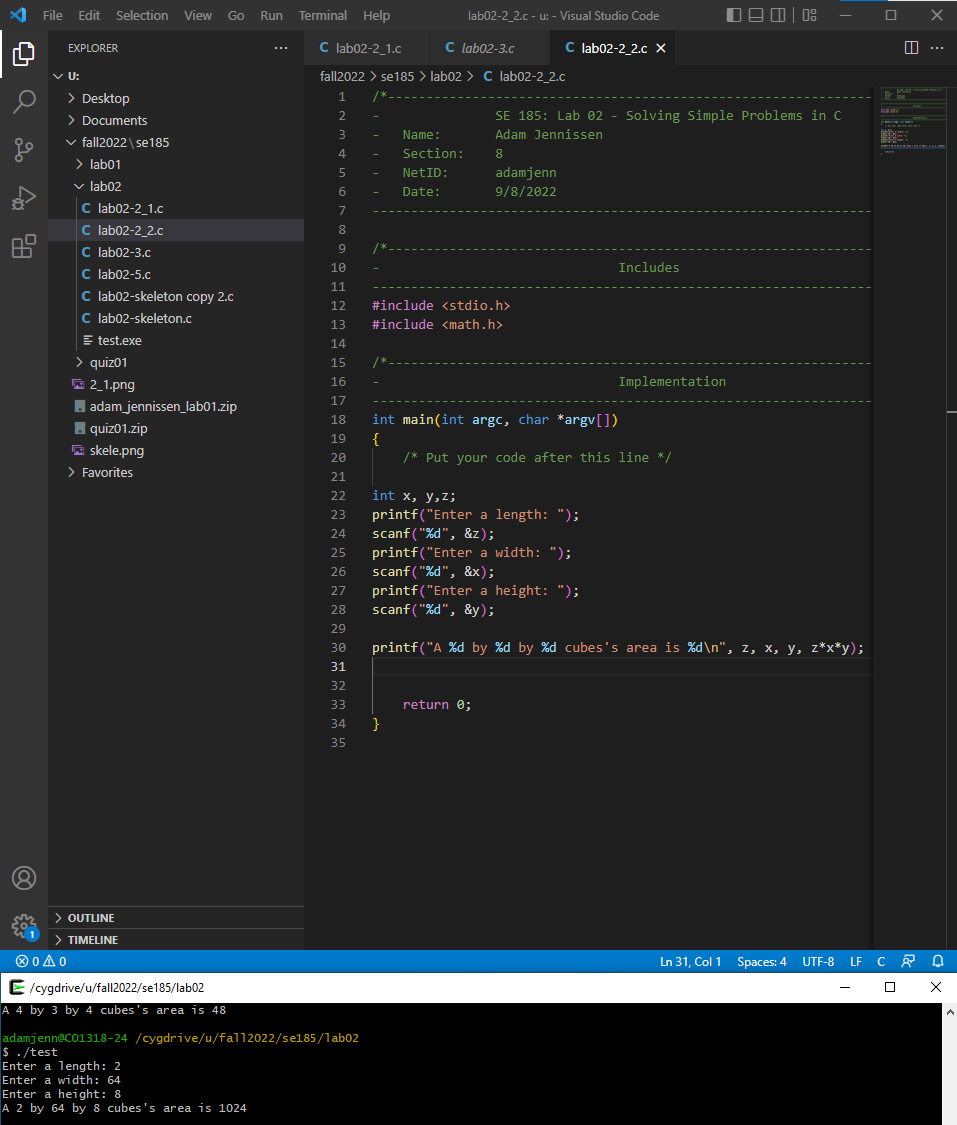 File Edit Selection View Go Run Terminal Help lab02-2_2.c - u: - Visual Studio Code
EXPLORER ···
U:
Desktop
Documents
fall2022\se185
lab01
lab02
C lab02-2_1.c
C lab02-2_2.c
C lab02-3.c
C lab02-5.c
C lab02-skeleton copy 2.c
C lab02-skeleton.c
test.exe
quiz01
2_1.png
adam_jennissen_lab01.zip
quiz01.zip
skele.png
Favorites
OUTLINE
TIMELINE
1
C lab02-2_1.c C lab02-3.c C lab02-2_2.c
fall2022 > se185 > lab02 > C lab02-2_2.c
1 /*---------------------------------------------------------------
2 - SE 185: Lab 02 - Solving Simple Problems in C
3 - Name: Adam Jennissen
4 - Section: 8
5 - NetID: adamjenn
6 - Date: 9/8/2022
7 -----------------------------------------------------------------
8
9 /*---------------------------------------------------------------
10 - Includes
11 -----------------------------------------------------------------
12 #include <stdio.h>
13 #include <math.h>
14
15 /*---------------------------------------------------------------
16 - Implementation
17 -----------------------------------------------------------------
18 int main(int argc, char *argv[])
19 {
20 /* Put your code after this line */
21
22 int x, y,z;
23 printf("Enter a length: ");
24 scanf("%d", &z);
25 printf("Enter a width: ");
26 scanf("%d", &x);
27 printf("Enter a height: ");
28 scanf("%d", &y);
29
30 printf("A %d by %d by %d cubes's area is %d\n", z, x, y, z*x*y);
31
32
33 return 0;
34 }
35
0 0 Ln 31, Col 1 Spaces: 4 UTF-8 LF C
/cygdrive/u/fall2022/se185/lab02
A 4 by 3 by 4 cubes's area is 48
adamjenn@CO1318-24 /cygdrive/u/fall2022/se185/lab02
$ ./test
Enter a length: 2
Enter a width: 64
Enter a height: 8
A 2 by 64 by 8 cubes's area is 1024